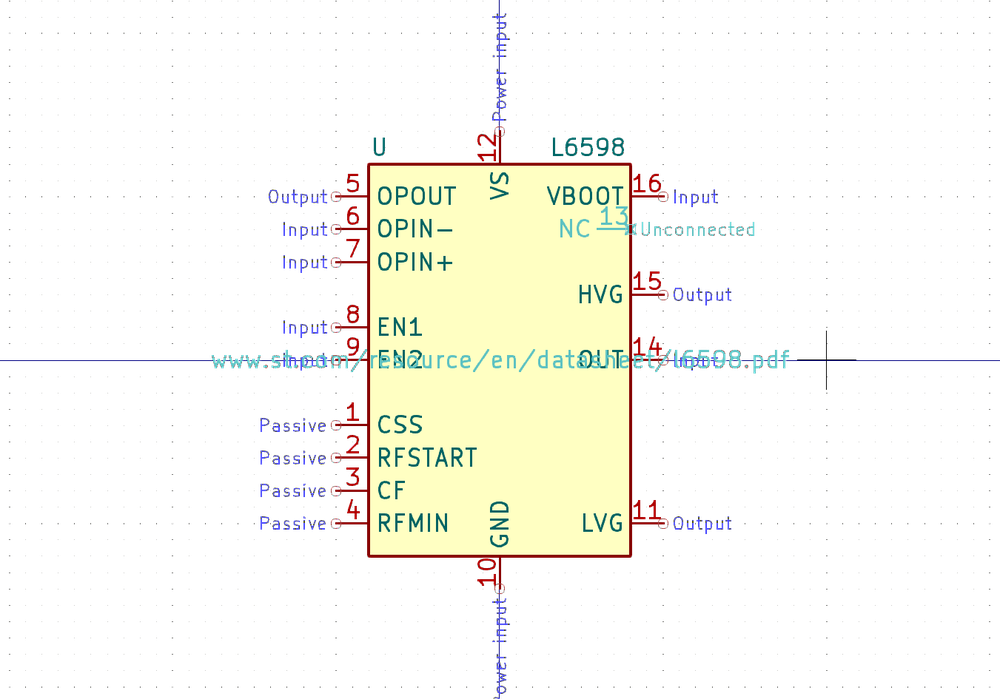 Power input
12
U L6598
VS
Output 5 OPOUT VBOOT 16 Input
Input 6 OPIN- NC 13 Unconnected
Input 7 OPIN+
HVG 15 Output
Input 8 EN1
Input 9 EN2 OUT 14 Input
www.st.com/resource/en/datasheet/l6598.pdf
Passive 1 CSS
Passive 2 RFSTART
Passive 3 CF
Passive 4 RFMIN LVG 11 Output
GND
10
Power input